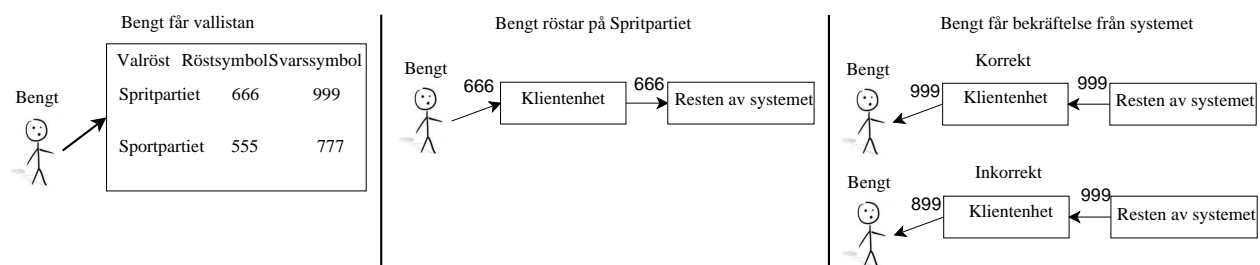 Bengt får vallistan
Valröst RöstsymbolSvarssymbol
Bengt
Spritpartiet 666 999
Sportpartiet 555 777
Bengt röstar på Spritpartiet
Bengt
666
Klientenhet
666
Resten av systemet
Bengt får bekräftelse från systemet
Korrekt
Bengt
999
Klientenhet
999
Resten av systemet
Inkorrekt
Bengt
899
Klientenhet
999
Resten av systemet